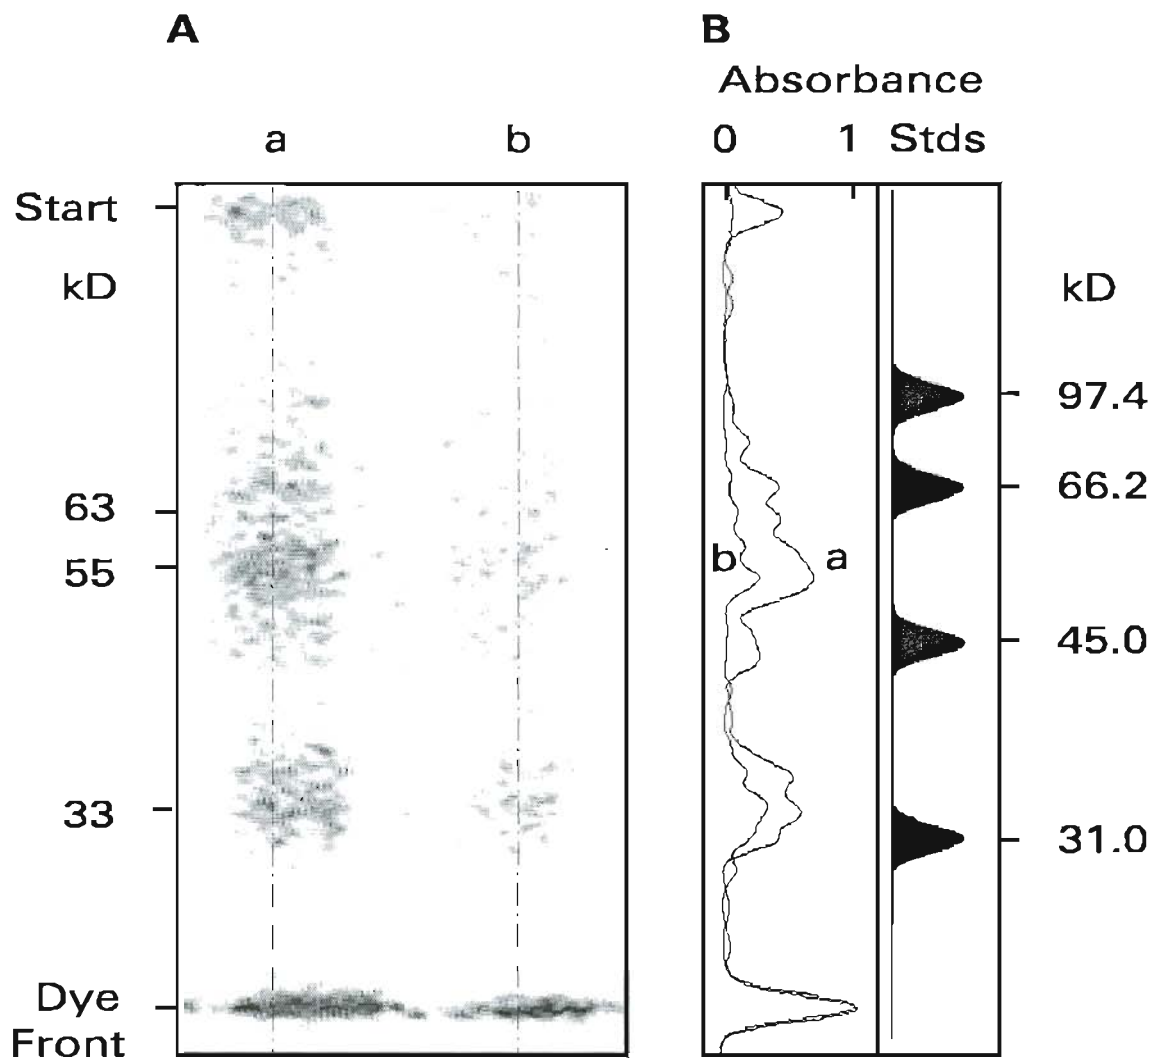 A
a b
Start
kD
63
55
33
Dye
Front
B
Absorbance
0 1 Stds
b a
kD
97.4
66.2
45.0
31.0